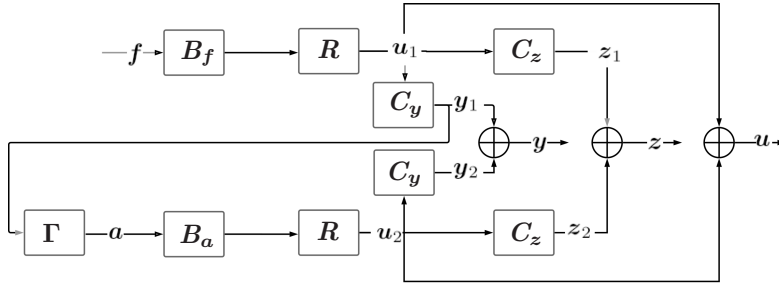 f B_f R u_1 C_z z_1
C_y y_1
y z u
C_y y_2
Γ a B_a R u_2 C_z z_2